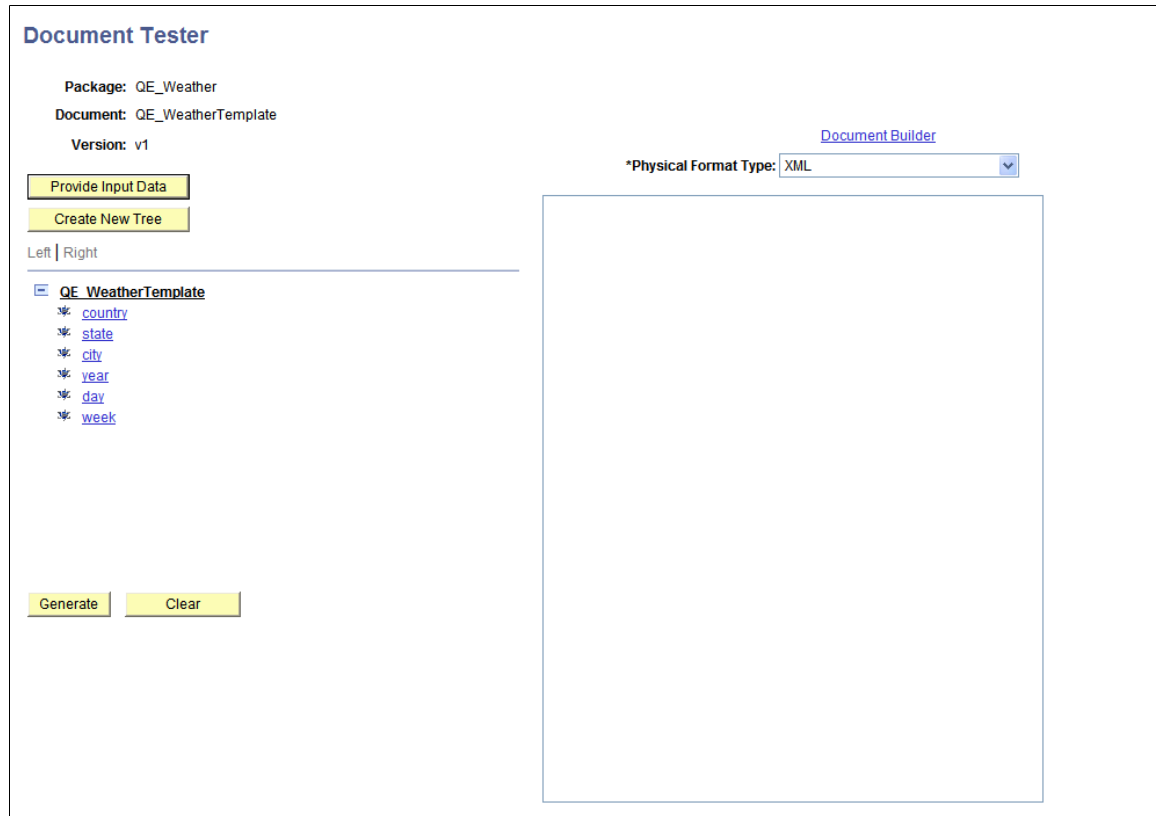 Document Tester
Package: QE_Weather
Document: QE_WeatherTemplate
Version: v1
Document Builder
*Physical Format Type: XML
Provide Input Data
Create New Tree
Left | Right
QE_WeatherTemplate
country
state
city
year
day
week
Generate Clear